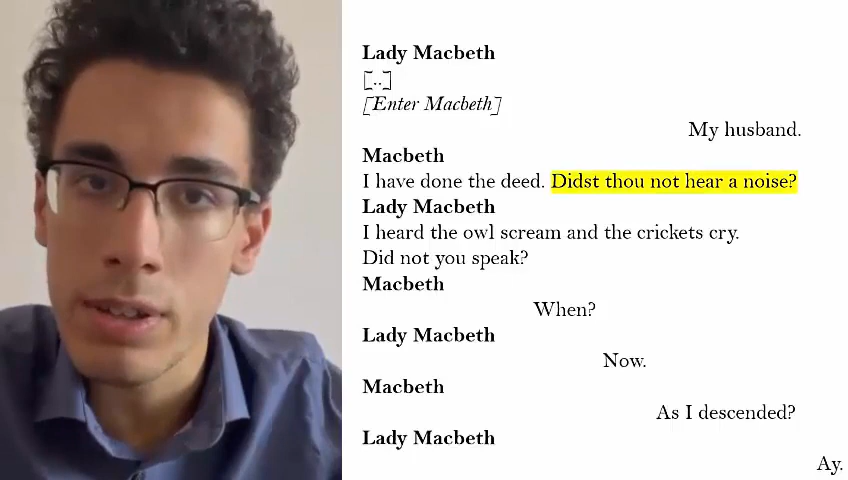 Lady Macbeth
[...]
[Enter Macbeth]
My husband.
Macbeth
I have done the deed. Didst thou not hear a noise?
Lady Macbeth
I heard the owl scream and the crickets cry.
Did not you speak?
Macbeth
When?
Lady Macbeth
Now.
Macbeth
As I descended?
Lady Macbeth
Ay.